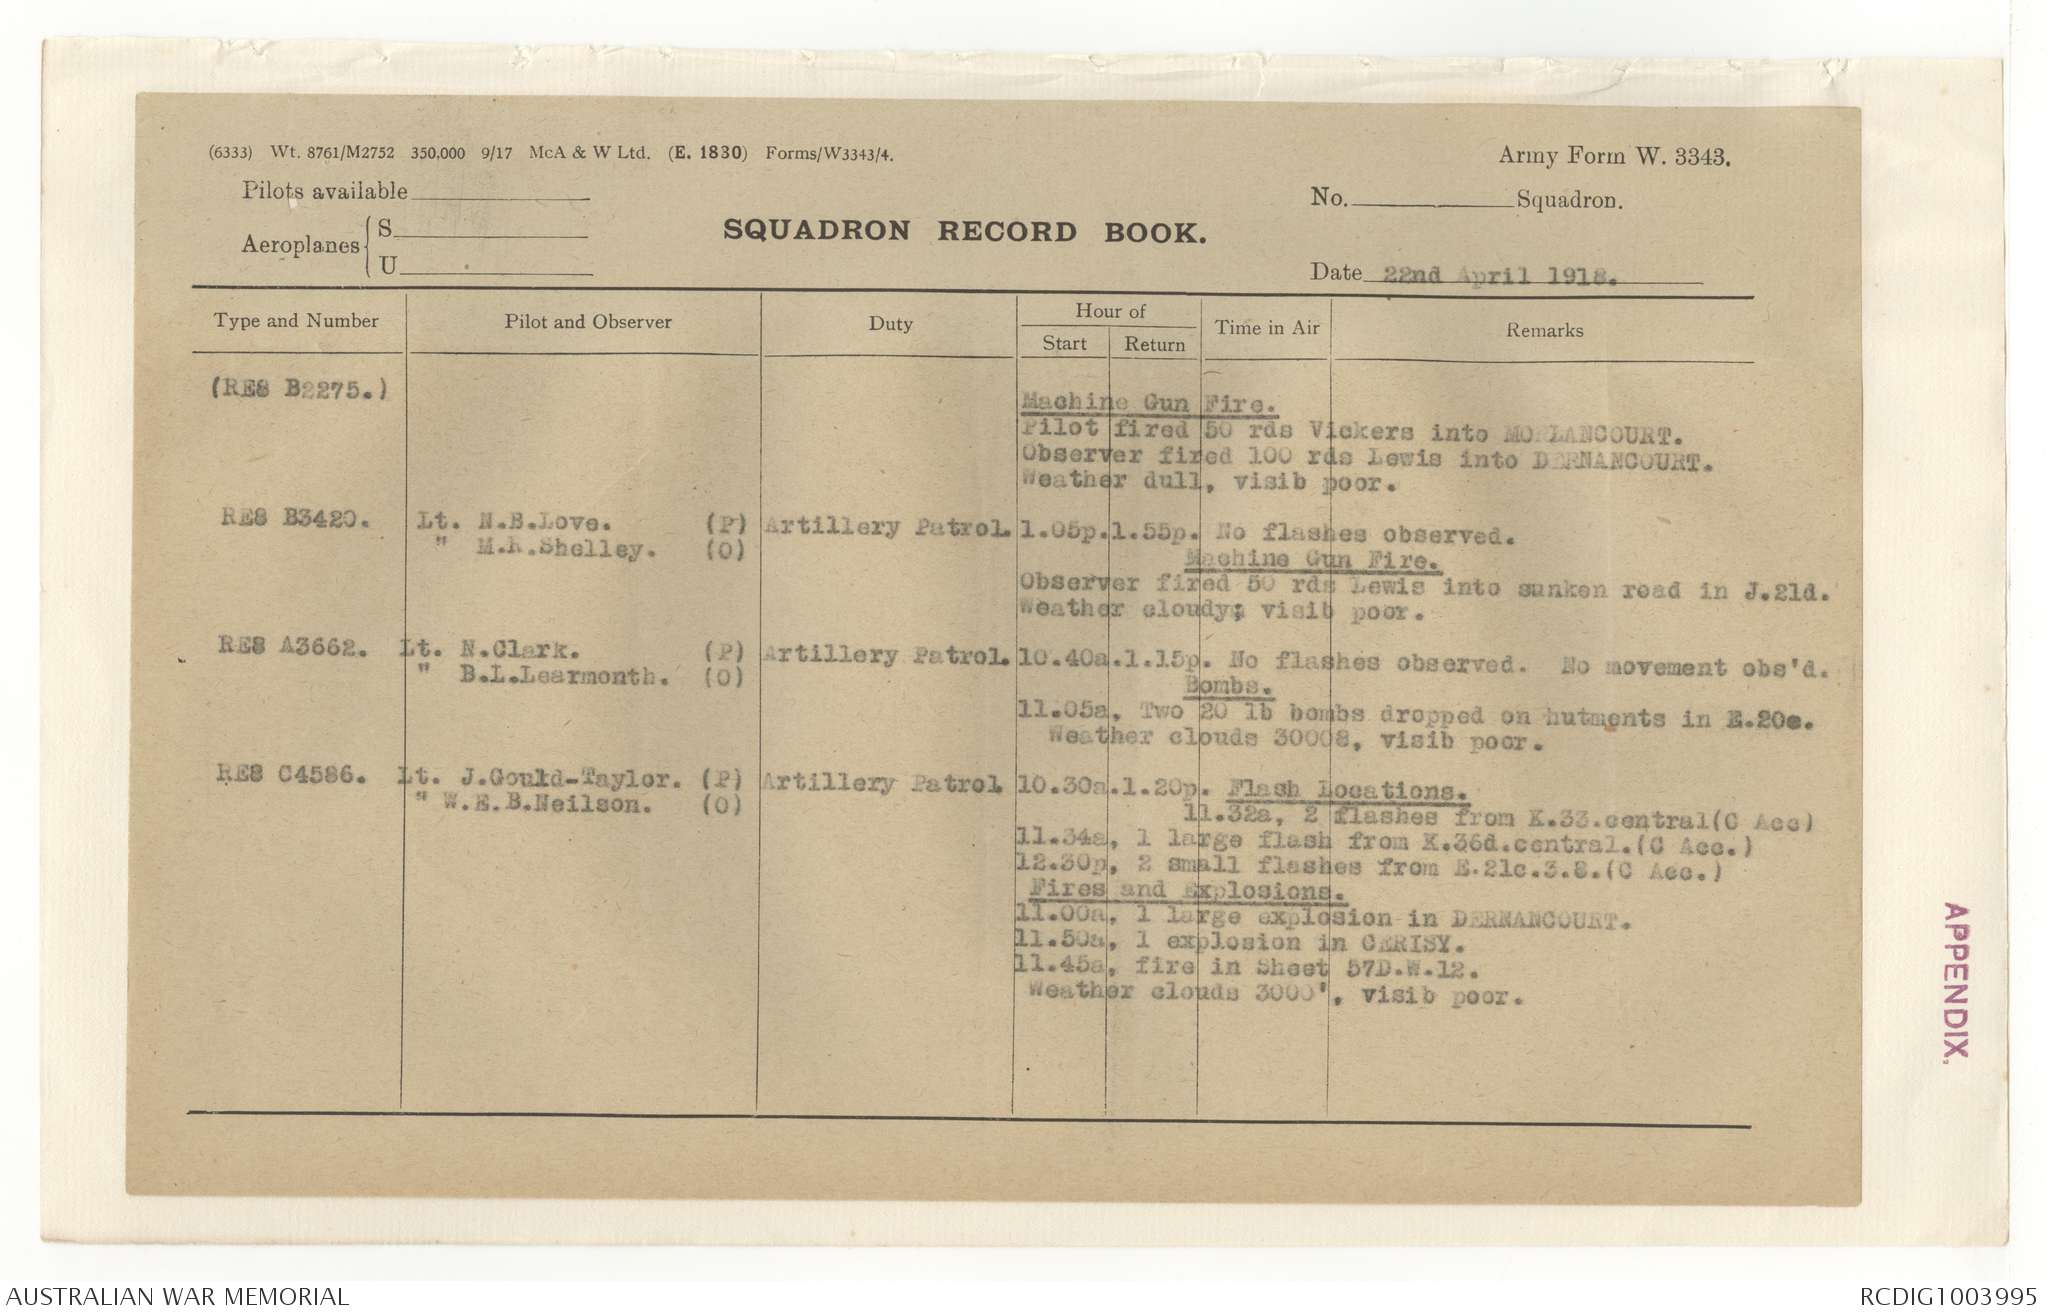 (6333) Wt. 8761/M2752 350,000 9/17 McA & W Ltd. (E. 1830) Forms/W3343/4.
Army Form W. 3343.
Pilots available
No. Squadron.
Aeroplanes { S
U
SQUADRON RECORD BOOK.
Date 22nd April 1918.
Type and Number Pilot and Observer Duty Hour of Start Return Time in Air Remarks
(RE8 B2275.)
Machine Gun Fire.
Pilot fired 50 rds Vickers into MORLANCOURT.
Observer fired 100 rds Lewis into DERNANCOURT.
Weather dull, visib poor.
RE8 B3420. Lt. N.B.Love. (P) Artillery Patrol. 1.05p. 1.55p. No flashes observed.
" M.R.Shelley. (O)
Machine Gun Fire.
Observer fired 50 rds Lewis into sunken road in J.21d.
Weather cloudy; visib poor.
RE8 A3662. Lt. N.Clark. (P) Artillery Patrol. 10.40a. 1.15p. No flashes observed. No movement obs'd.
" B.L.Learmonth. (O)
Bombs.
11.05a, Two 20 lb bombs dropped on hutments in E.20c.
Weather clouds 30008, visib poor.
RE8 C4586. Lt. J.Gould-Taylor. (P) Artillery Patrol 10.30a. 1.20p. Flash Locations.
" W.E.B.Neilson. (O)
11.32a, 2 flashes from K.33.central(C Acc)
11.34a, 1 large flash from K.36d.central.(C Acc.)
12.30p, 2 small flashes from E.21c.3.8.(C Acc.)
Fires and Explosions.
11.00a, 1 large explosion in DERNANCOURT.
11.50a, 1 explosion in CERISY.
11.45a, fire in Sheet 57D.W.12.
Weather clouds 3000', visib poor.
APPENDIX.
AUSTRALIAN WAR MEMORIAL
RCDIG1003995